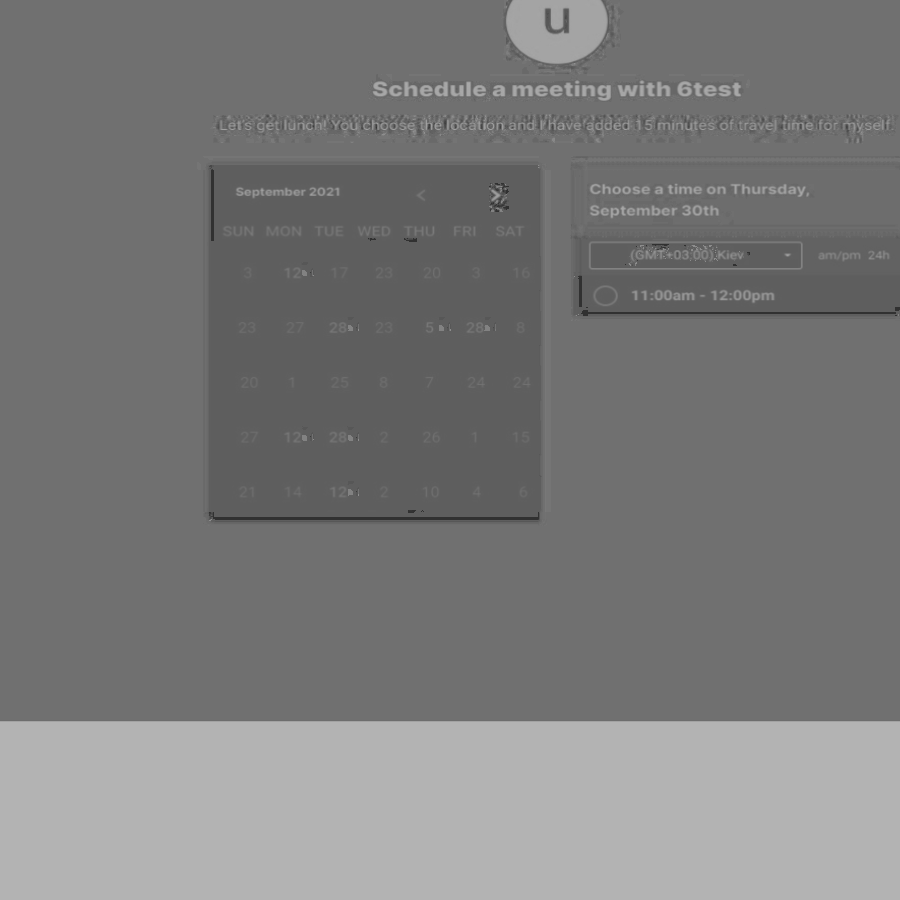 u
Schedule a meeting with 6test
Let's get lunch! You choose the location and I have added 15 minutes of travel time for myself.
September 2021 < >
SUN MON TUE WED THU FRI SAT
3 12 17 23 20 3 16
23 27 28 23 5 28 8
20 1 25 8 7 24 24
27 12 28 2 26 1 15
21 14 12 2 10 4 6
Choose a time on Thursday,
September 30th
(GMT+03:00) Kiev am/pm 24h
11:00am - 12:00pm